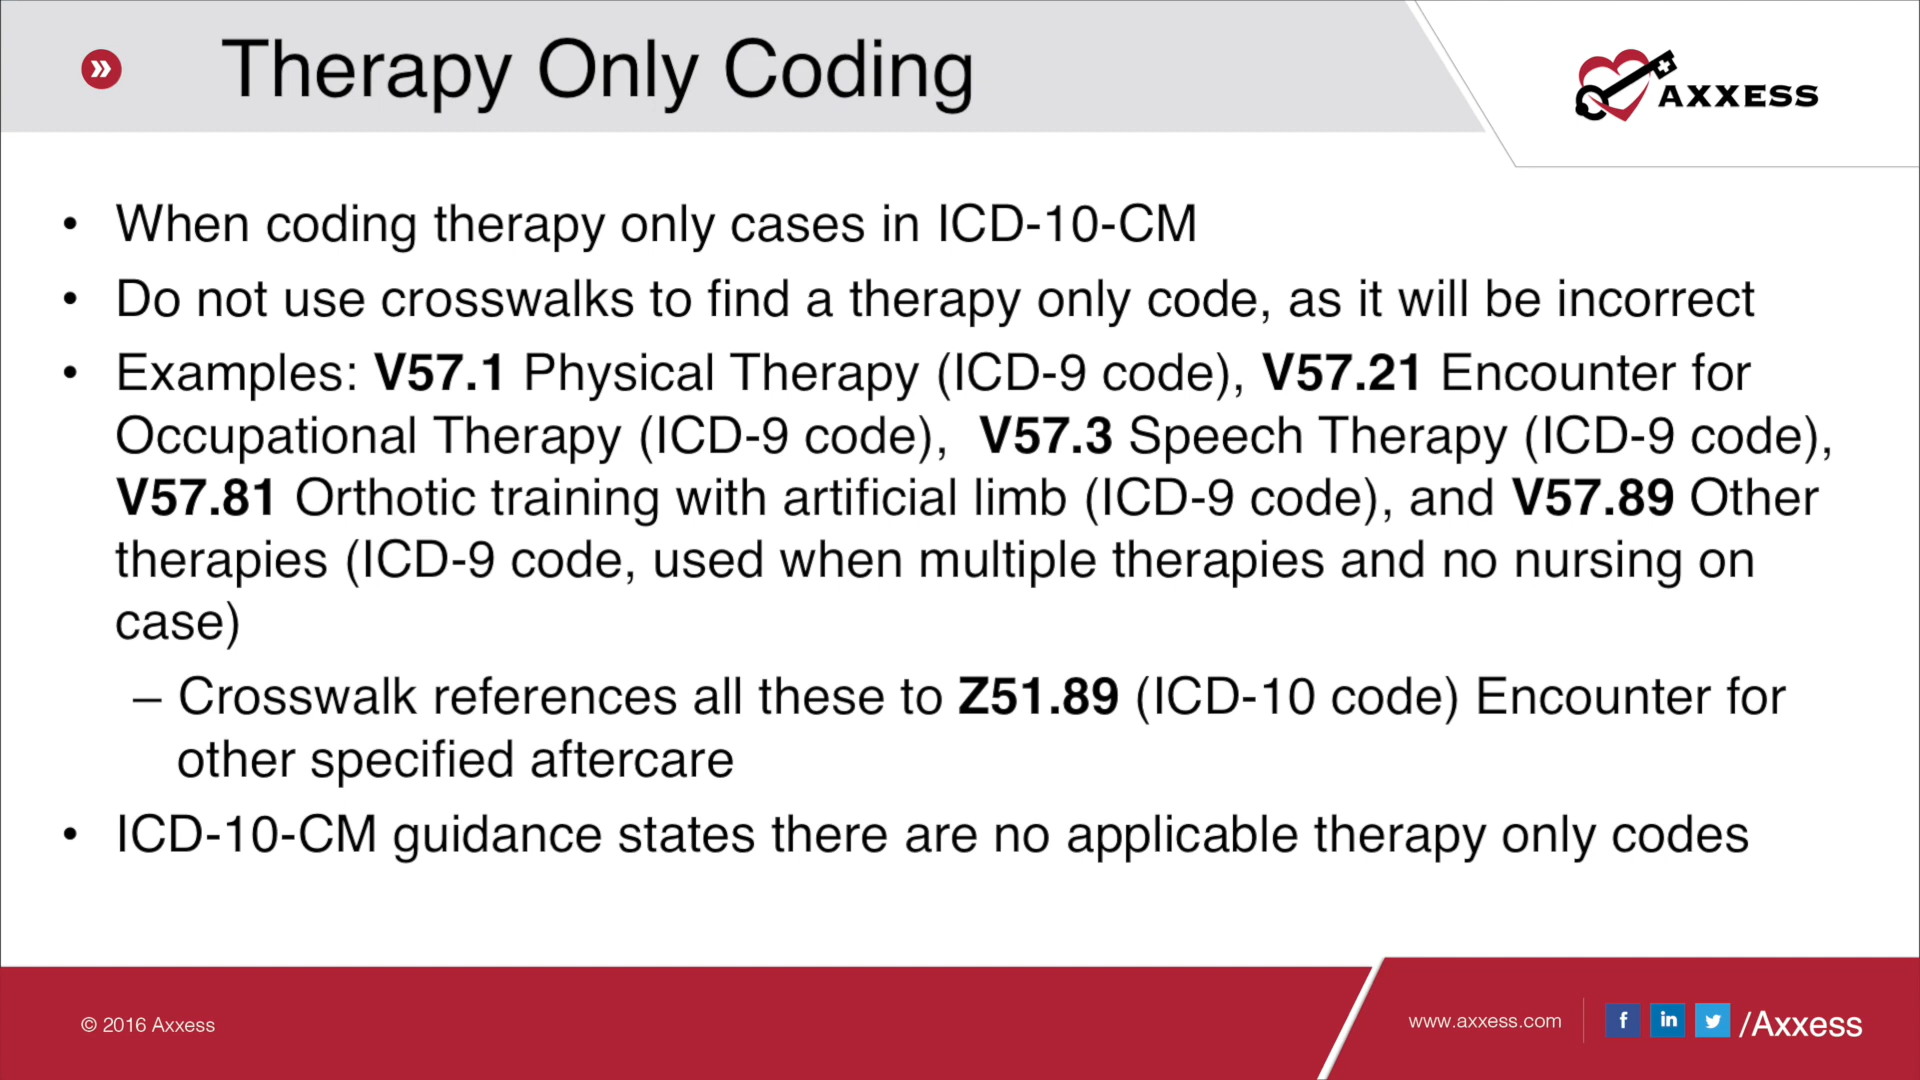 Therapy Only Coding
AXXESS
• When coding therapy only cases in ICD-10-CM
• Do not use crosswalks to find a therapy only code, as it will be incorrect
• Examples: V57.1 Physical Therapy (ICD-9 code), V57.21 Encounter for
Occupational Therapy (ICD-9 code), V57.3 Speech Therapy (ICD-9 code),
V57.81 Orthotic training with artificial limb (ICD-9 code), and V57.89 Other
therapies (ICD-9 code, used when multiple therapies and no nursing on
case)
– Crosswalk references all these to Z51.89 (ICD-10 code) Encounter for
other specified aftercare
• ICD-10-CM guidance states there are no applicable therapy only codes
© 2016 Axxess
www.axxess.com
f in /Axxess